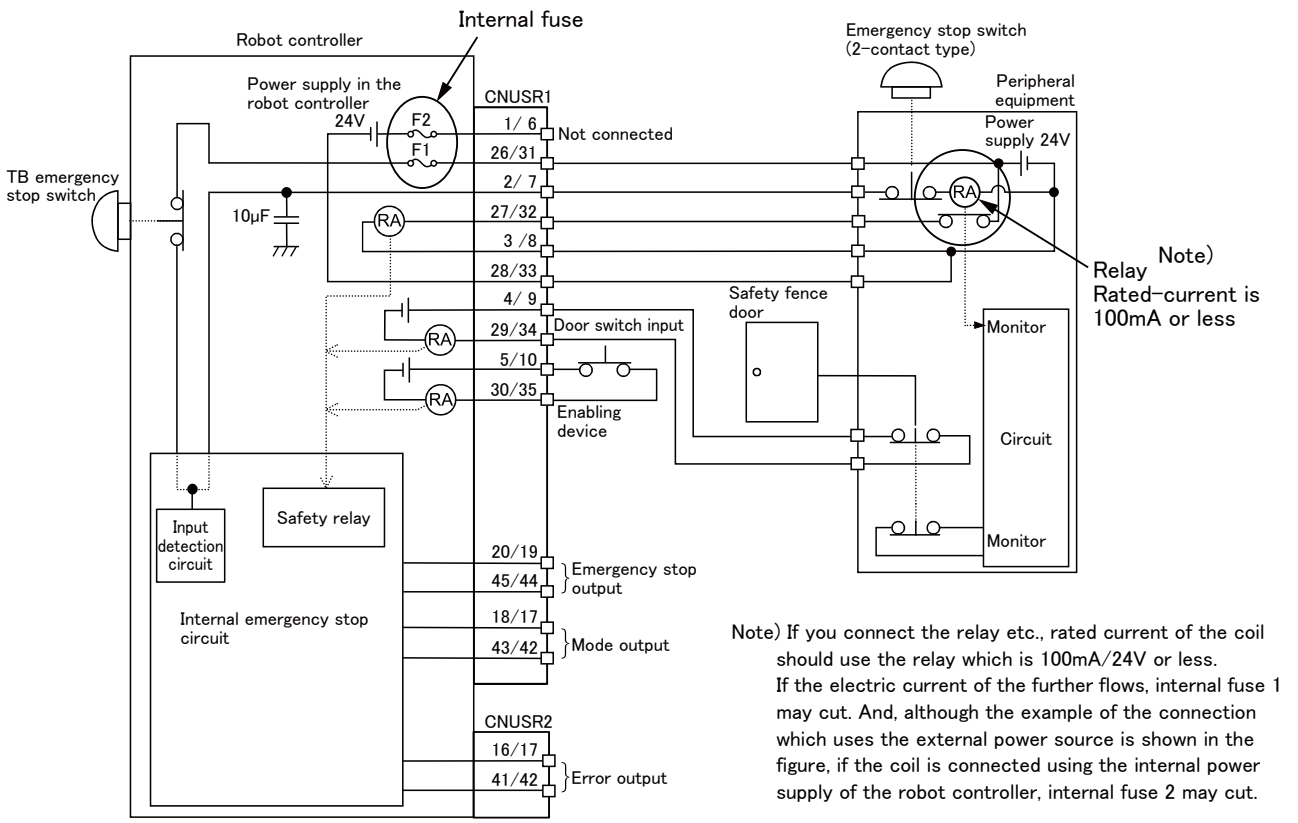 Internal fuse
Robot controller
Emergency stop switch
(2-contact type)
Power supply in the
robot controller
24V
F2
F1
CNUSR1
1/ 6
Not connected
26/31
2/ 7
27/32
3 /8
28/33
4/ 9
29/34
5/10
30/35
Peripheral
equipment
Power
supply 24V
TB emergency
stop switch
10μF
RA
RA
RA
RA
Note)
Relay
Rated-current is
100mA or less
Safety fence
door
Door switch input
Enabling
device
Monitor
Circuit
Monitor
Input
detection
circuit
Safety relay
Internal emergency stop
circuit
20/19
45/44
Emergency stop
output
18/17
43/42
Mode output
CNUSR2
16/17
41/42
Error output
Note) If you connect the relay etc., rated current of the coil
should use the relay which is 100mA/24V or less.
If the electric current of the further flows, internal fuse 1
may cut. And, although the example of the connection
which uses the external power source is shown in the
figure, if the coil is connected using the internal power
supply of the robot controller, internal fuse 2 may cut.